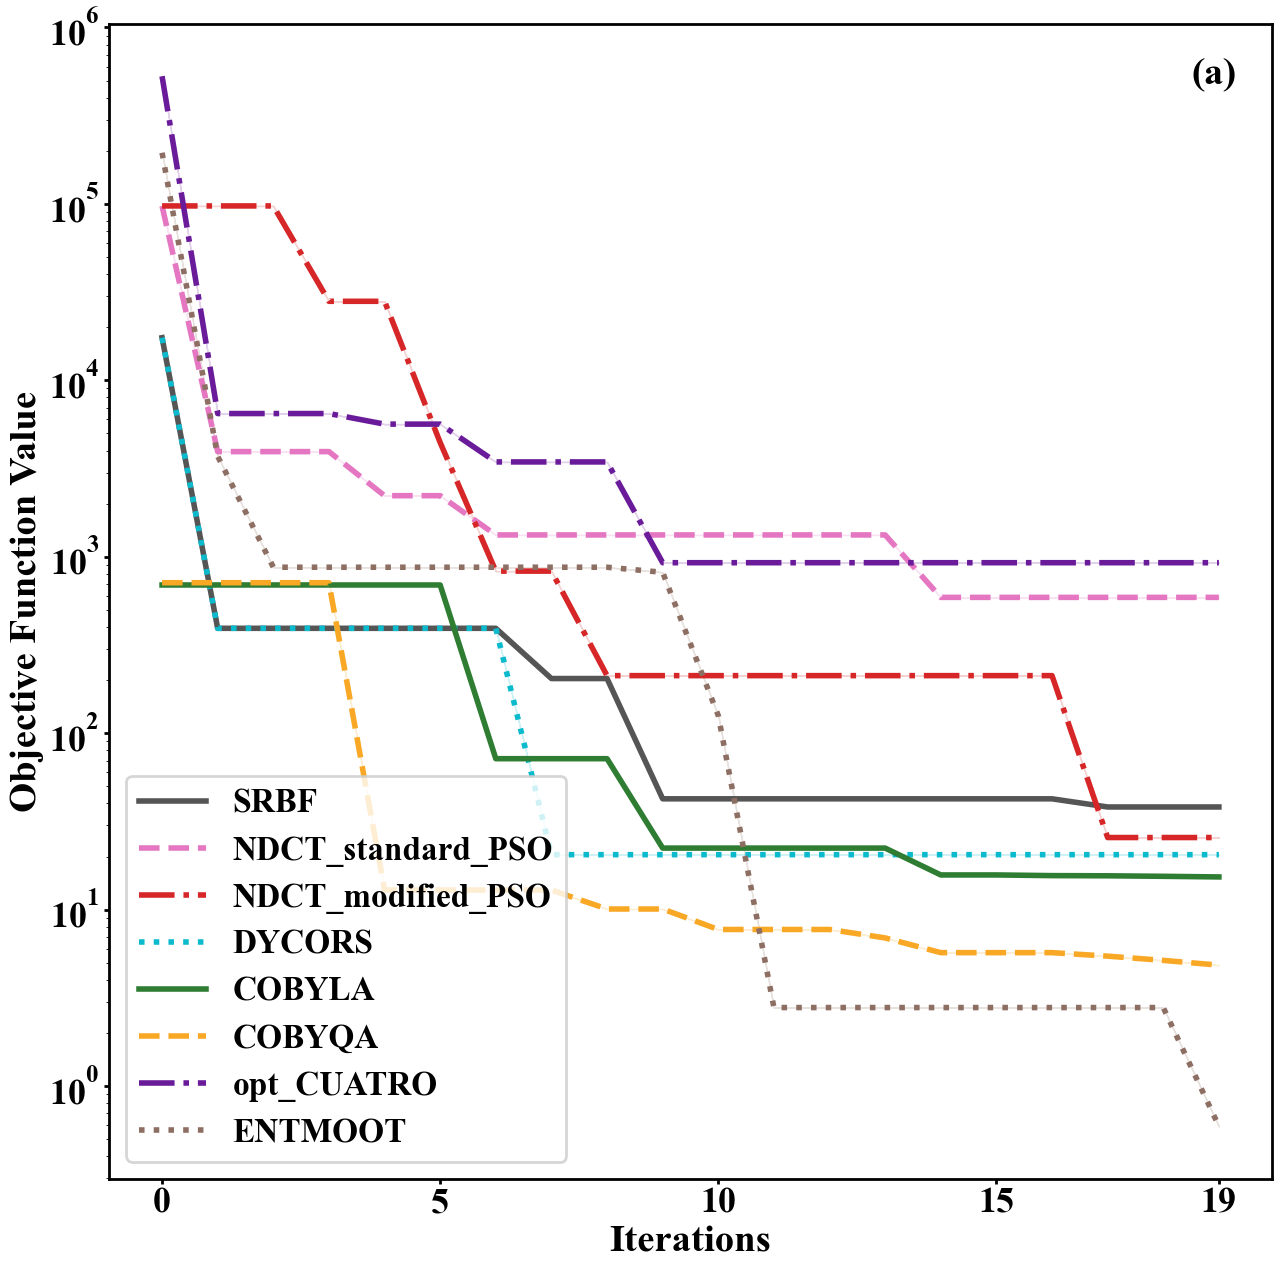 (a)
Objective Function Value
10^6
10^5
10^4
10^3
10^2
10^1
10^0
SRBF
NDCT_standard_PSO
NDCT_modified_PSO
DYCORS
COBYLA
COBYQA
opt_CUATRO
ENTMOOT
0 5 10 15 19
Iterations